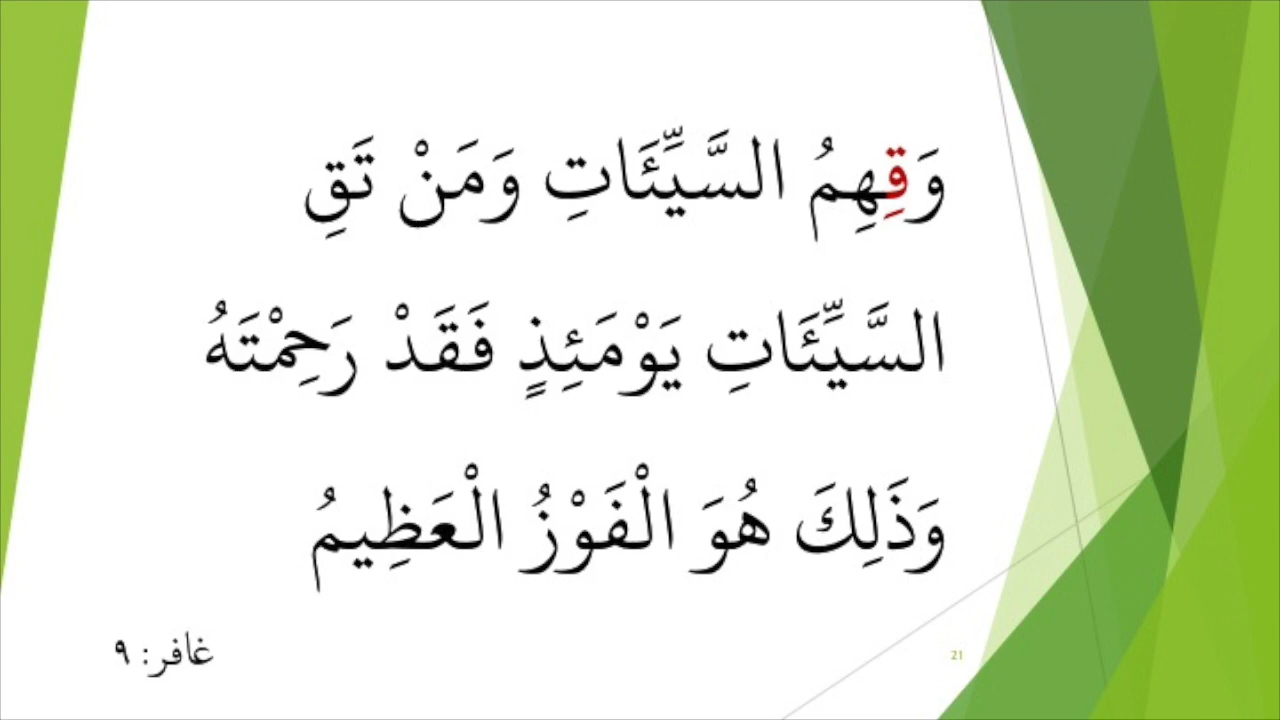 وَقِهِمُ السَّيِّئَاتِ وَمَنْ تَقِ
السَّيِّئَاتِ يَوْمَئِذٍ فَقَدْ رَحِمْتَهُ
وَذَلِكَ هُوَ الْفَوْزُ الْعَظِيمُ
غافر: ٩
21